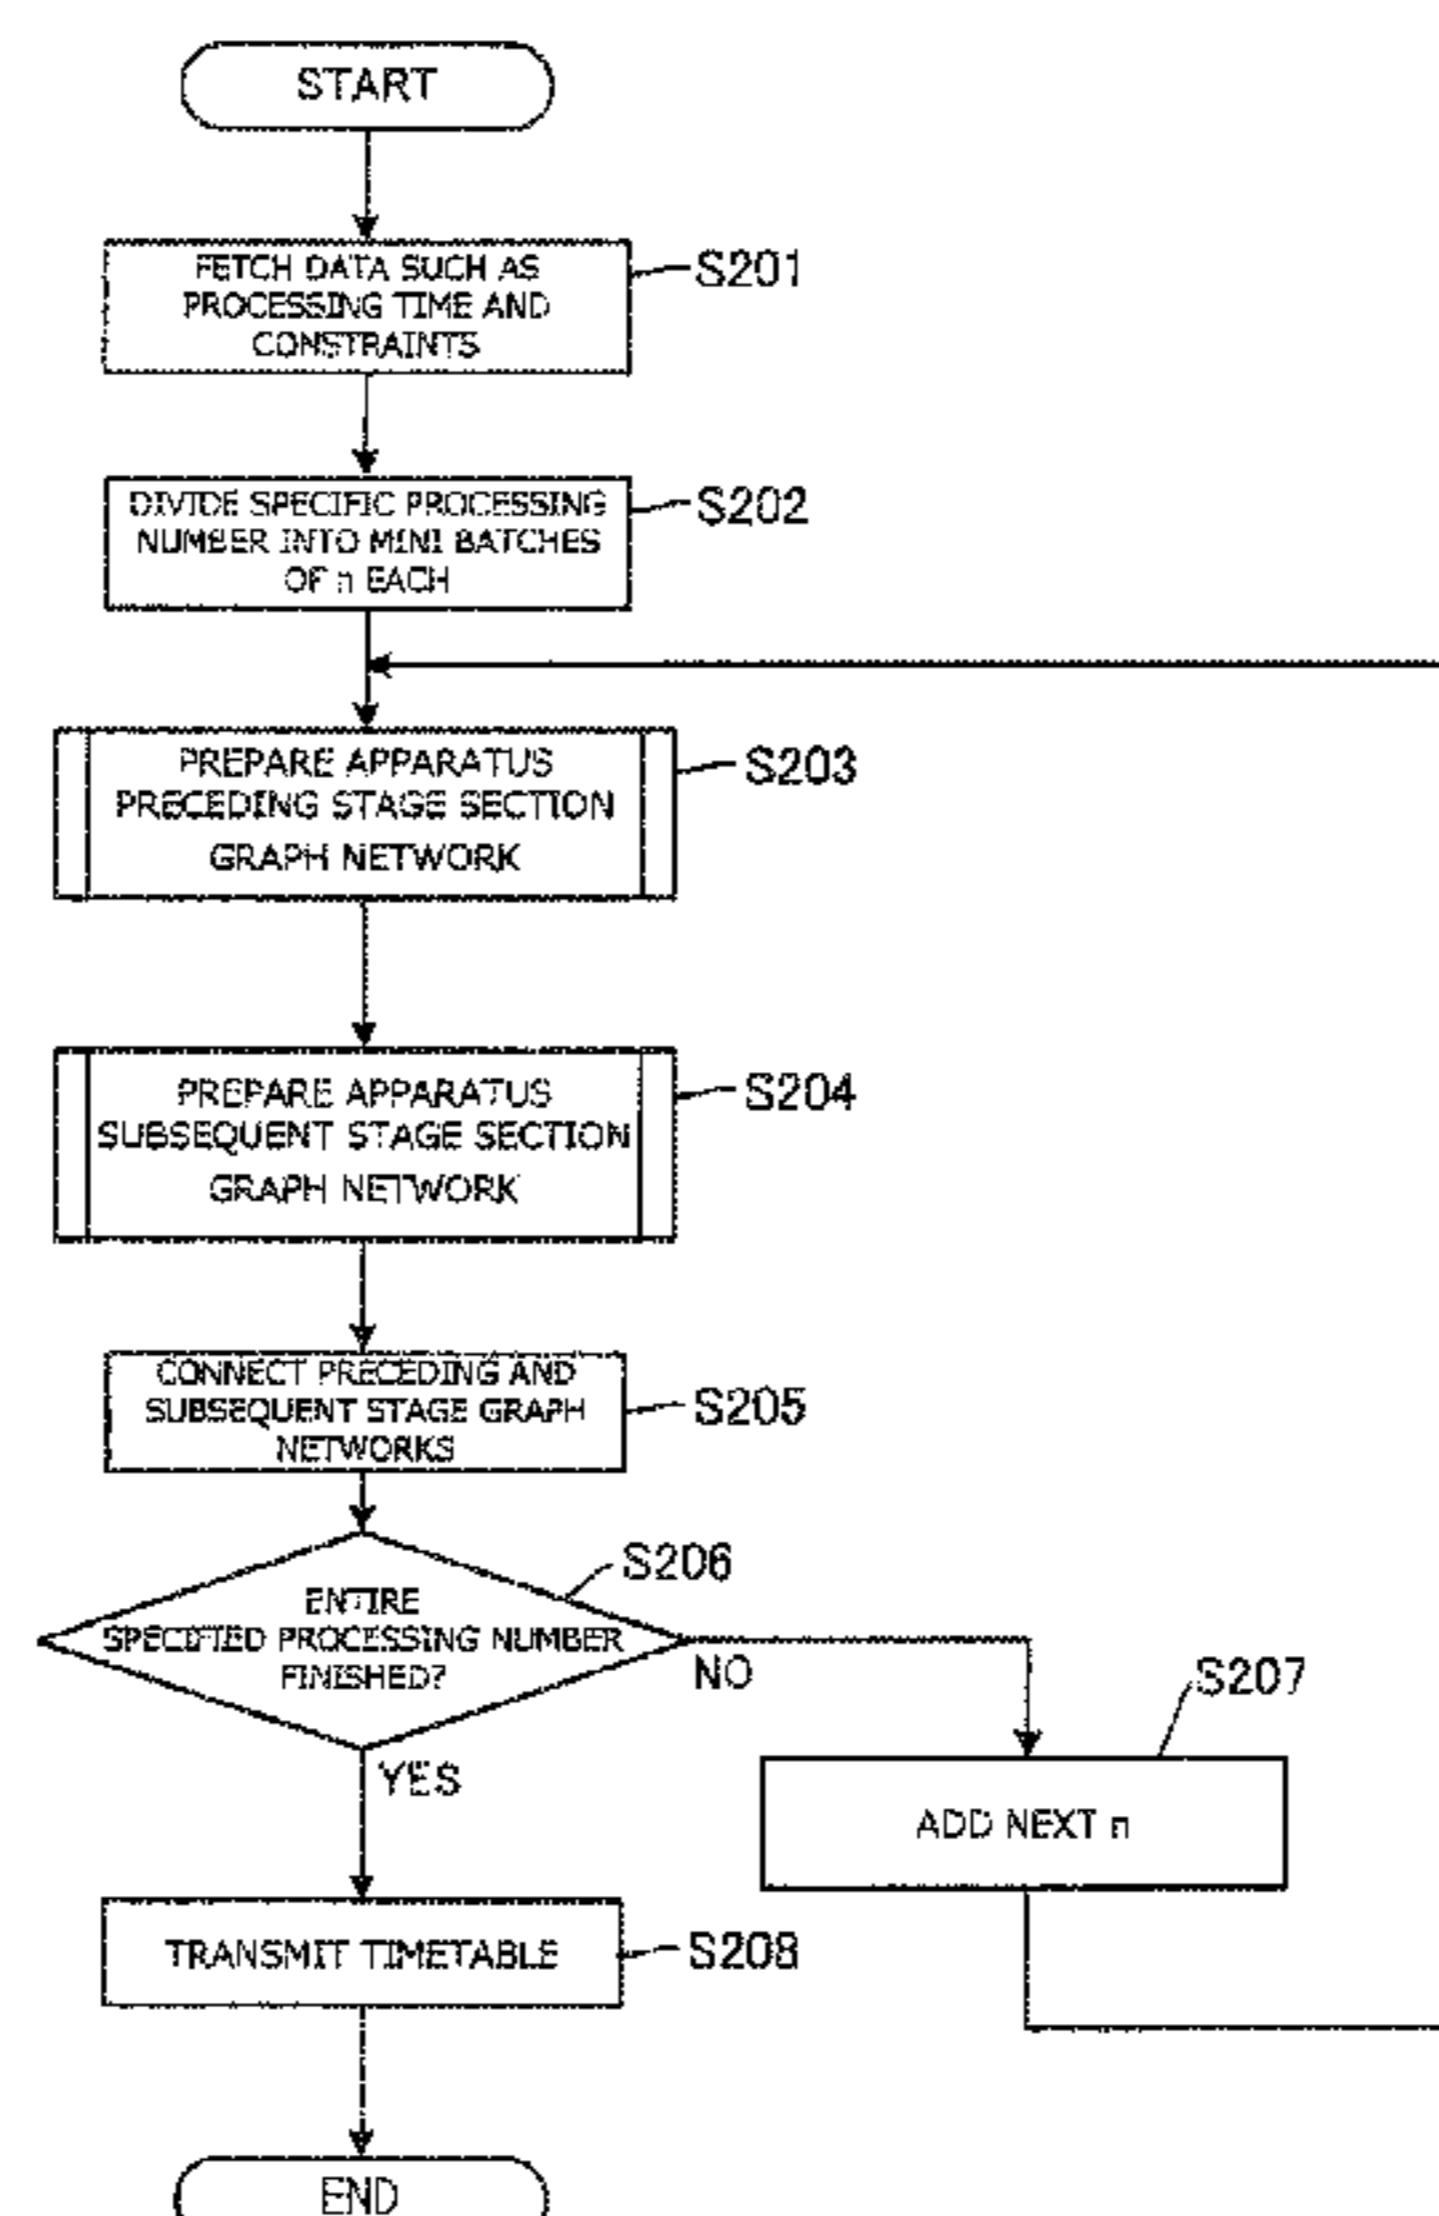 START
FETCH DATA SUCH AS
PROCESSING TIME AND
CONSTRAINTS
S201
DIVIDE SPECIFIC PROCESSING
NUMBER INTO MINI BATCHES
OF n EACH
S202
PREPARE APPARATUS
PRECEDING STAGE SECTION
GRAPH NETWORK
S203
PREPARE APPARATUS
SUBSEQUENT STAGE SECTION
GRAPH NETWORK
S204
CONNECT PRECEDING AND
SUBSEQUENT STAGE GRAPH
NETWORKS
S205
S206
ENTIRE
SPECIFIED PROCESSING NUMBER
FINISHED?
NO
S207
YES
ADD NEXT n
TRANSMIT TIMETABLE
S208
END